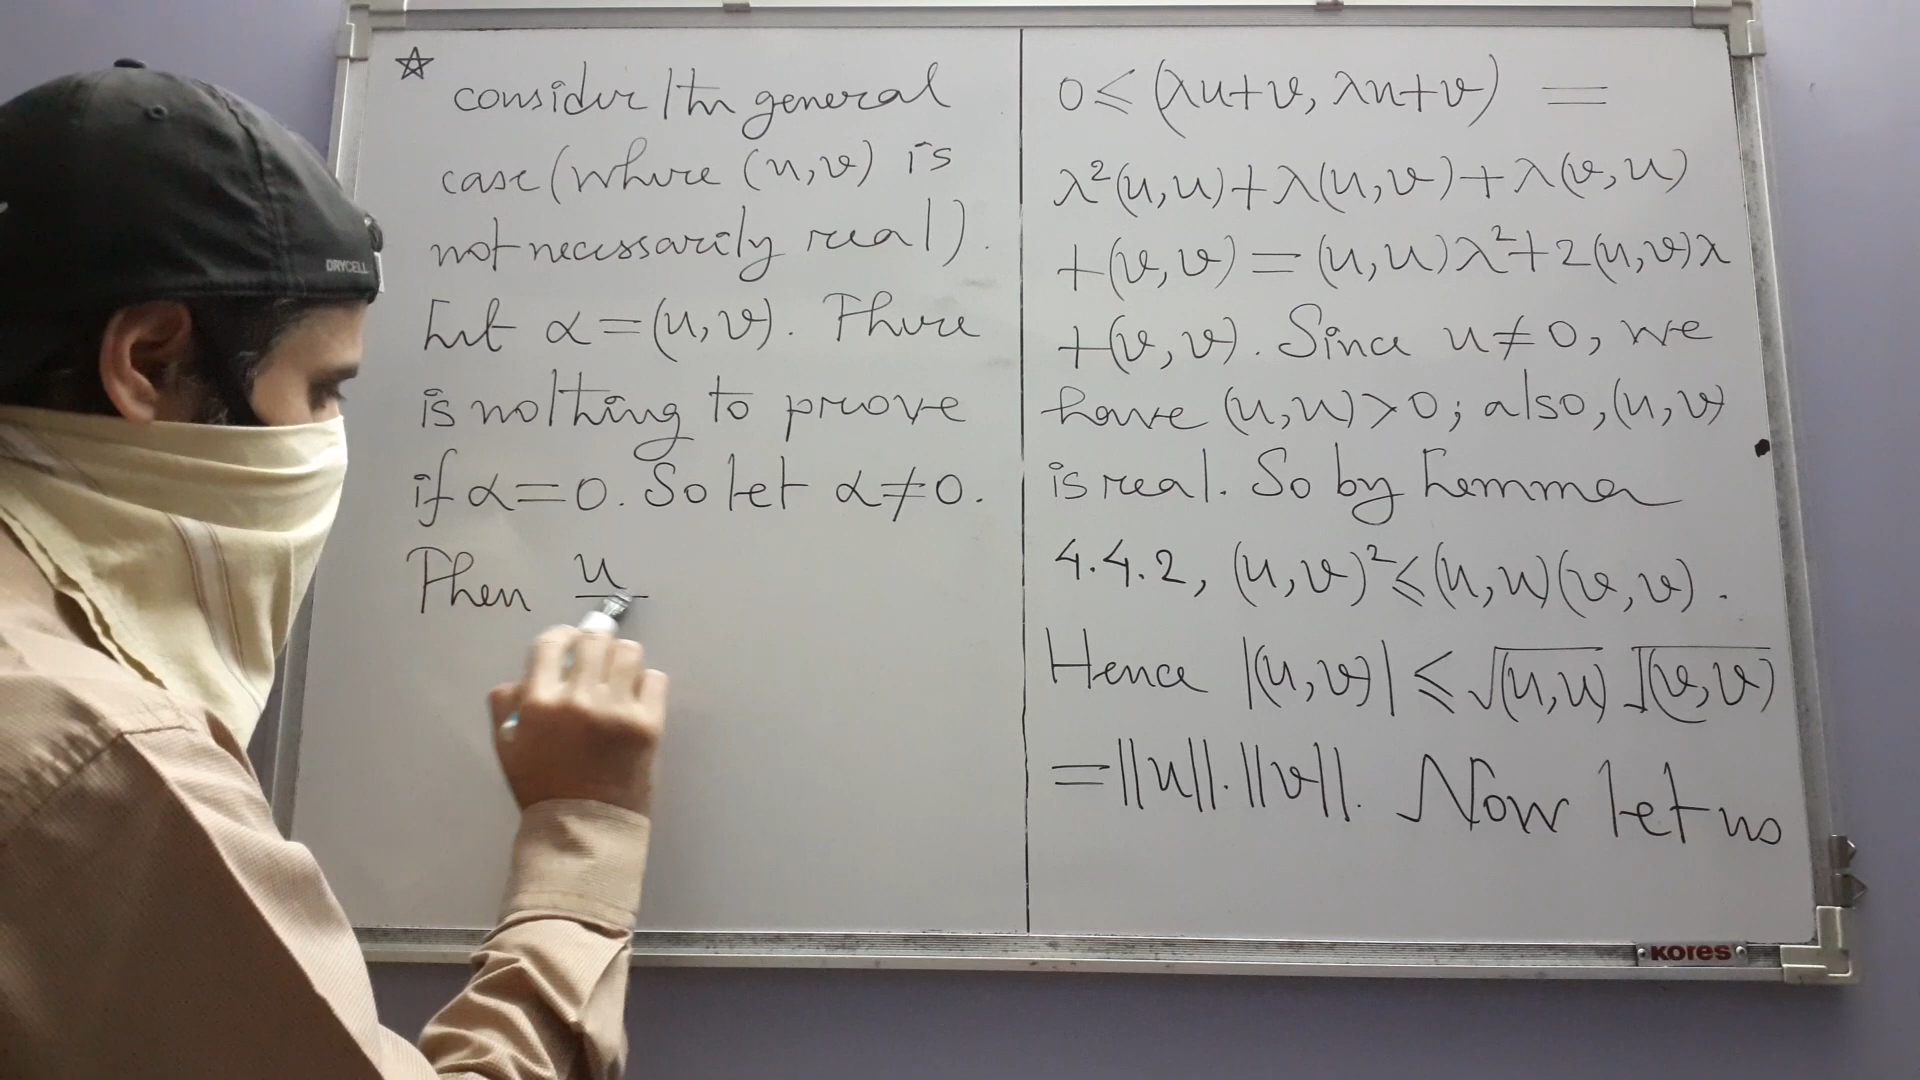 ☆
consider the general
case (where (u,v) is
not necessarily real).
Let α=(u,v). There
is nothing to prove
if α=0. So let α≠0.
Then u
0≤(λu+v, λu+v) =
λ²(u,u)+λ(u,v)+λ(v,u)
+(v,v)=(u,u)λ²+2(u,v)λ
+(v,v). Since u≠0, we
have (u,u)>0; also,(u,v)
is real. So by Lemma
4.4.2, (u,v)²≤(u,u)(v,v).
Hence |(u,v)|≤√(u,u) √(v,v)
=||u||.||v||. Now let us
DRYCELL
KORES